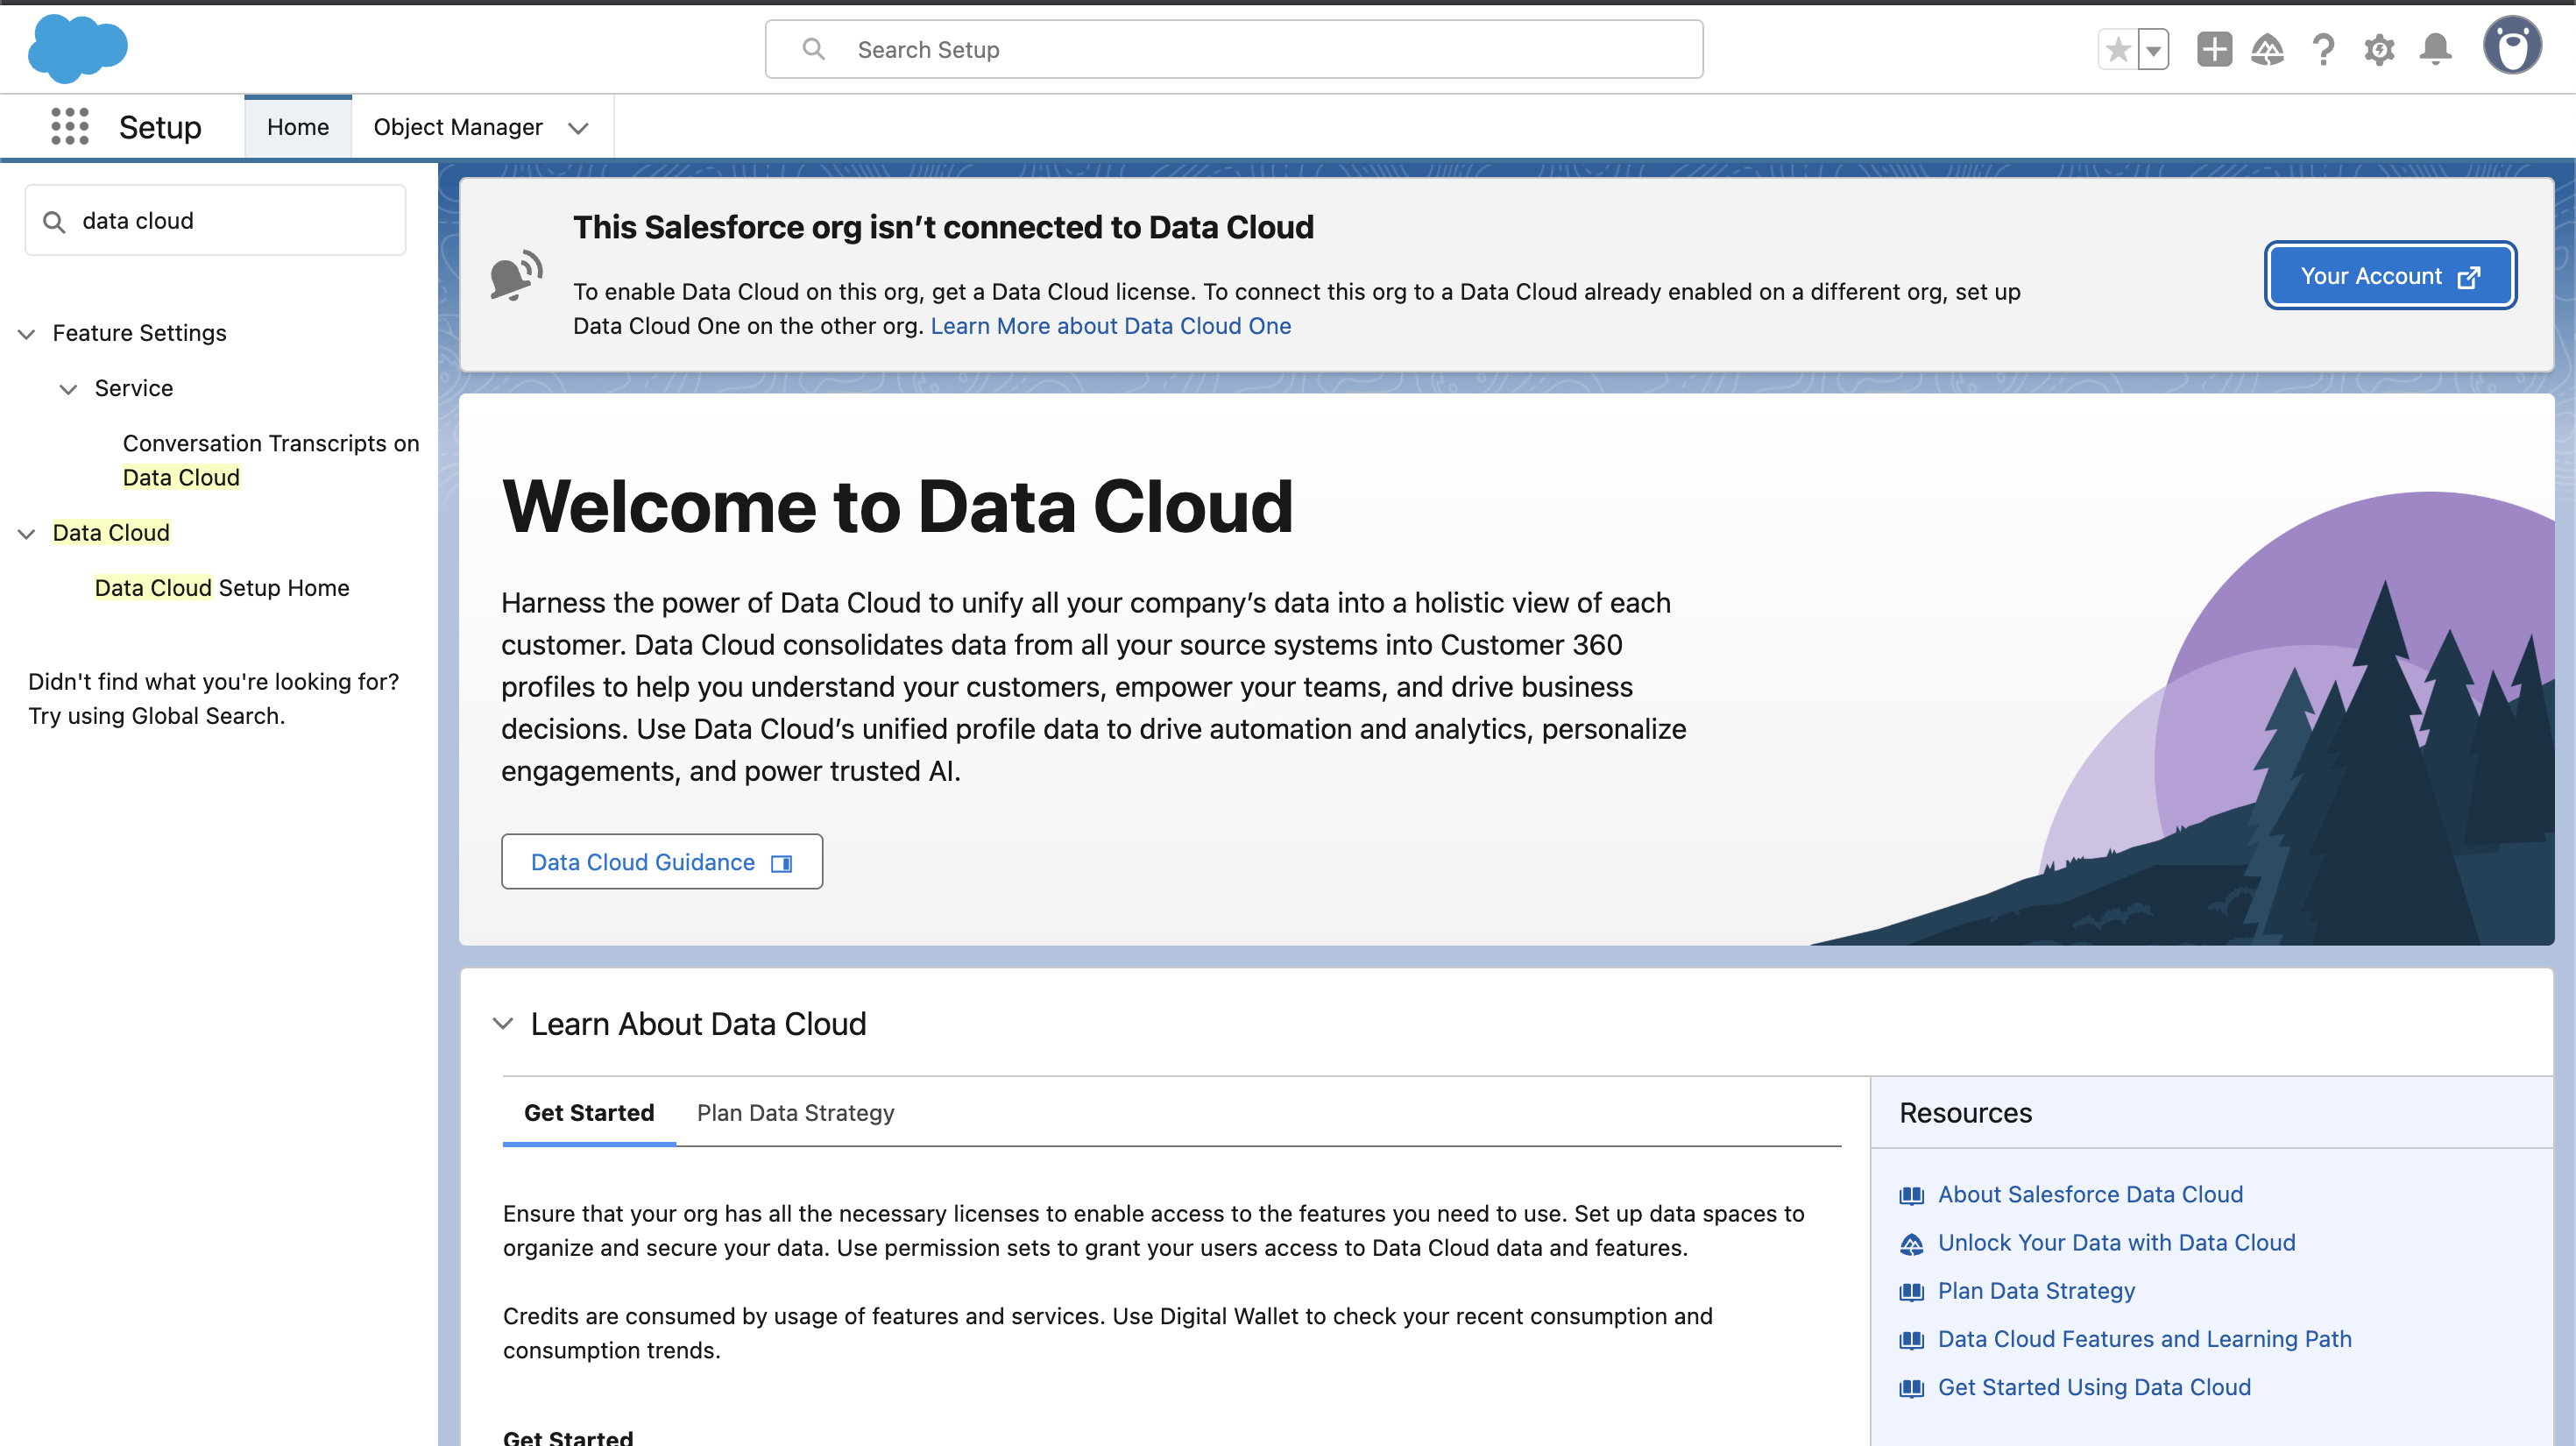 Search Setup
Setup
Home
Object Manager
data cloud
Feature Settings
Service
Conversation Transcripts on
Data Cloud
Data Cloud
Data Cloud Setup Home
Didn't find what you're looking for?
Try using Global Search.
This Salesforce org isn’t connected to Data Cloud
To enable Data Cloud on this org, get a Data Cloud license. To connect this org to a Data Cloud already enabled on a different org, set up
Data Cloud One on the other org. Learn More about Data Cloud One
Your Account
Welcome to Data Cloud
Harness the power of Data Cloud to unify all your company’s data into a holistic view of each
customer. Data Cloud consolidates data from all your source systems into Customer 360
profiles to help you understand your customers, empower your teams, and drive business
decisions. Use Data Cloud’s unified profile data to drive automation and analytics, personalize
engagements, and power trusted AI.
Data Cloud Guidance
Learn About Data Cloud
Get Started
Plan Data Strategy
Ensure that your org has all the necessary licenses to enable access to the features you need to use. Set up data spaces to
organize and secure your data. Use permission sets to grant your users access to Data Cloud data and features.
Credits are consumed by usage of features and services. Use Digital Wallet to check your recent consumption and
consumption trends.
Get Started
Resources
About Salesforce Data Cloud
Unlock Your Data with Data Cloud
Plan Data Strategy
Data Cloud Features and Learning Path
Get Started Using Data Cloud